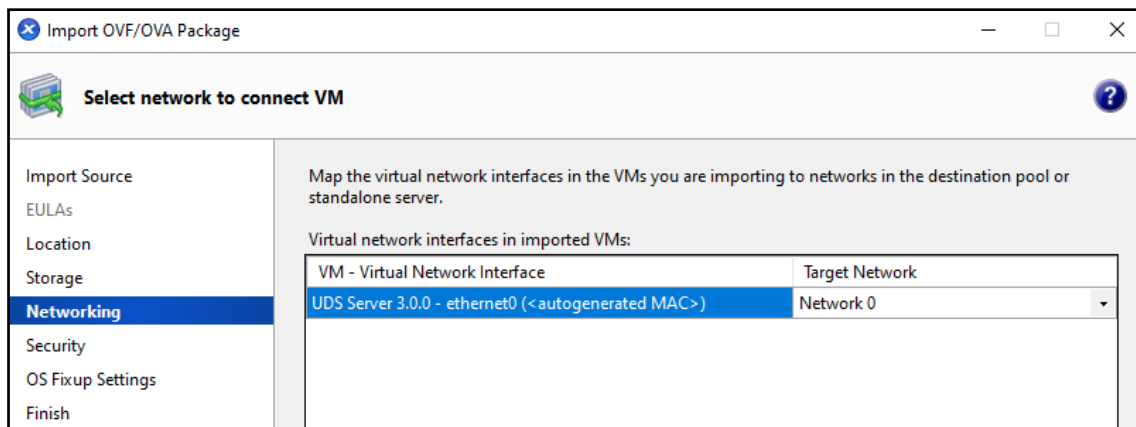 Import OVF/OVA Package
Select network to connect VM
Import Source
EULAs
Location
Storage
Networking
Security
OS Fixup Settings
Finish
Map the virtual network interfaces in the VMs you are importing to networks in the destination pool or
standalone server.
Virtual network interfaces in imported VMs:
VM - Virtual Network Interface Target Network
UDS Server 3.0.0 - ethernet0 (<autogenerated MAC>) Network 0